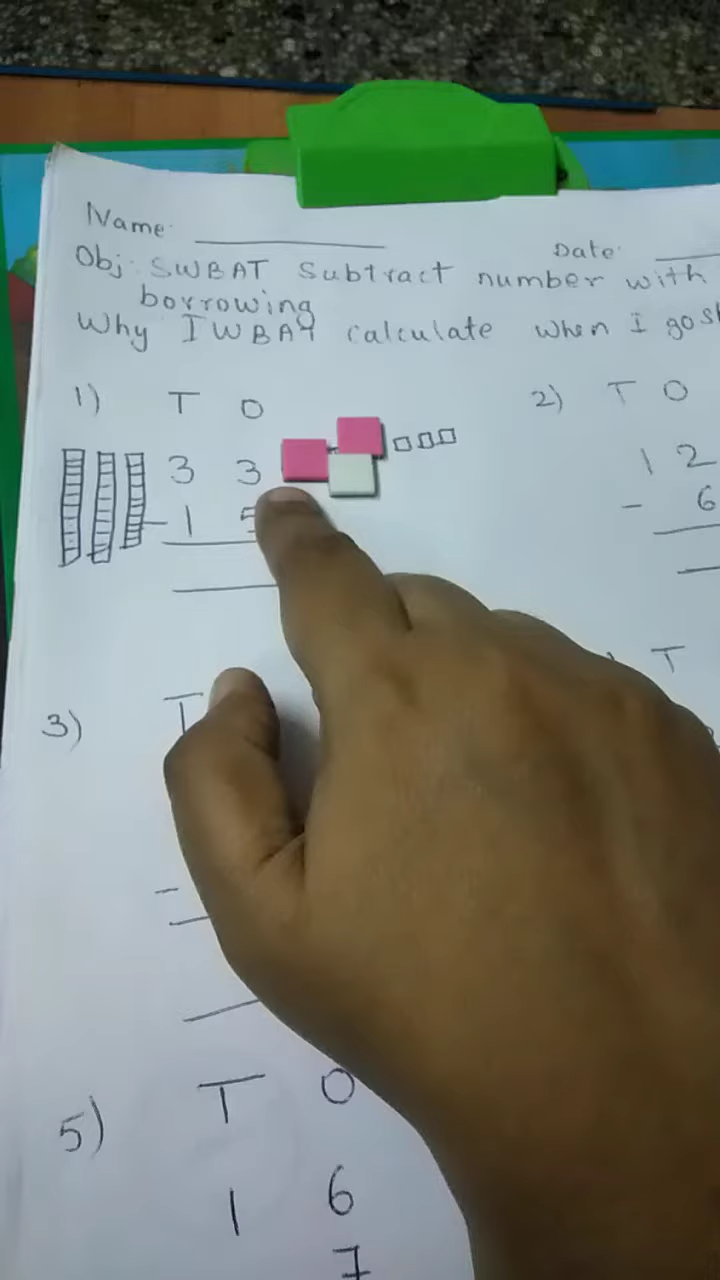 Name:
Date:
Obj: SWBAT Subtract number with
borrowing
Why IWBAT calculate when I go
1) T O
3 3
- 1 5
2) T O
1 2
- 6
3) T
-
T
5) T O
1 6
7